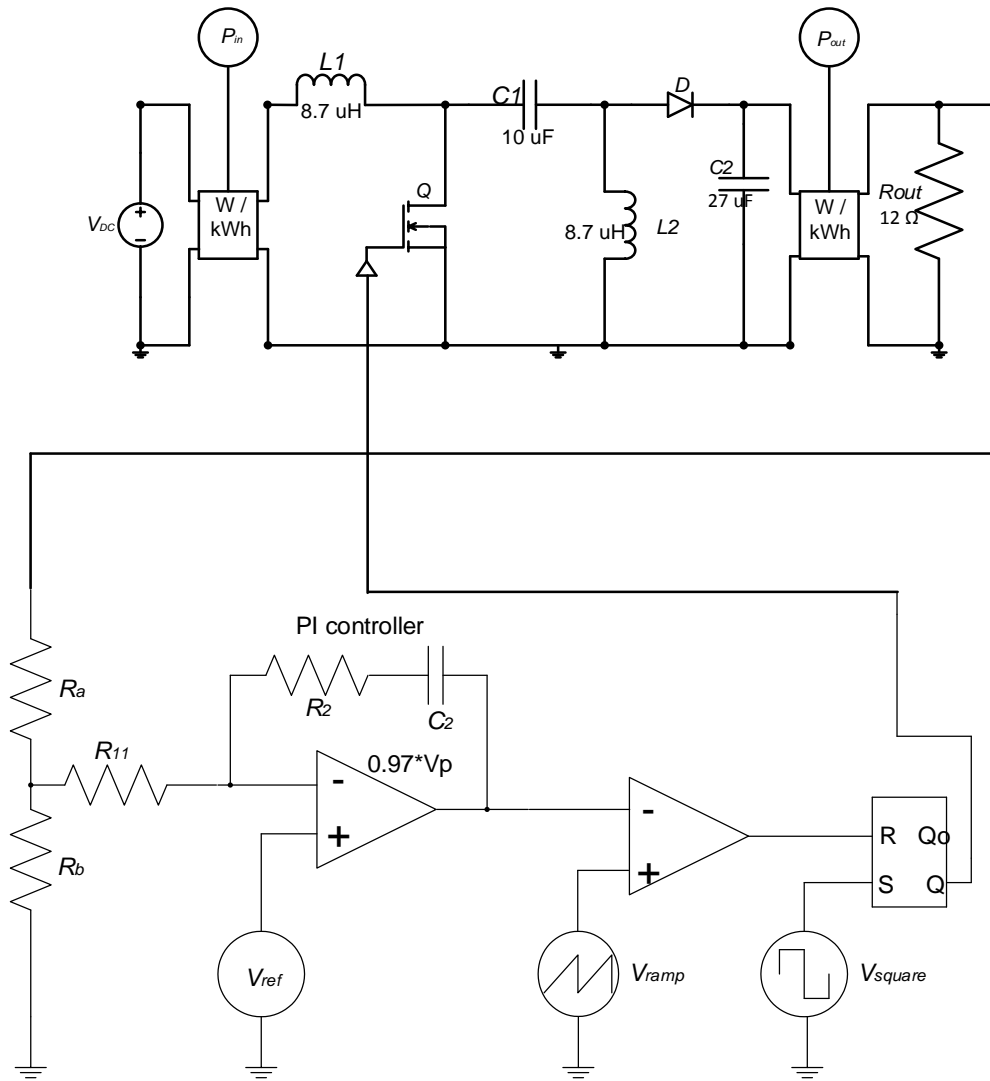 Pin
Pout
L1
8.7 uH
C1
10 uF
D
C2
27 uF
Q
W /
kWh
VDC
+
-
8.7 uH
L2
W /
kWh
Rout
12 Ω
PI controller
Ra
R2
C2
R11
0.97*Vp
-
+
-
+
Rb
R
Qo
S
Q
Vref
Vramp
Vsquare